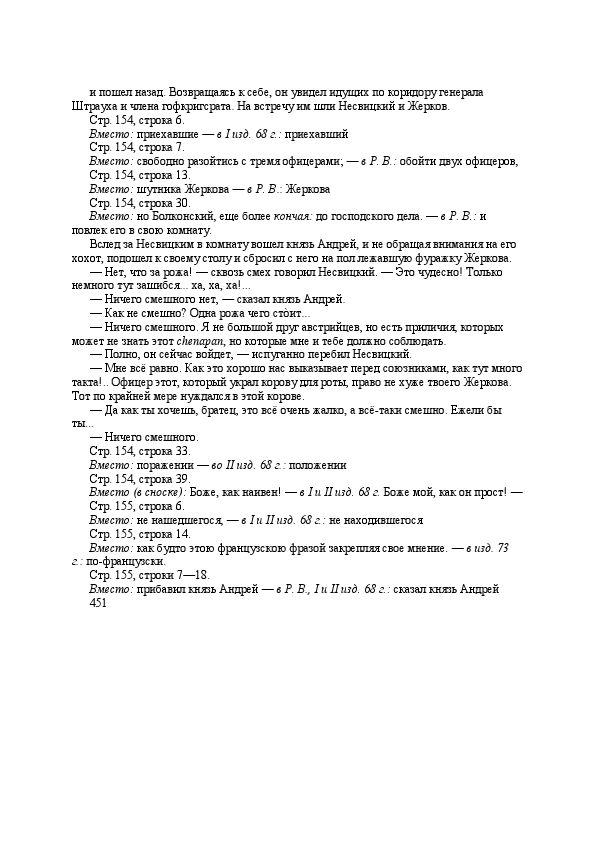 и пошел назад. Возвращаясь к себе, он увидел идущих по коридору генерала
Штрауха и члена гофкригсрата. На встречу им шли Несвицкий и Жерков.
Стр. 154, строка 6.
Вместо: приехавшие — в I изд. 68 г.: приехавший
Стр. 154, строка 7.
Вместо: свободно разойтись с тремя офицерами; — в Р. В.: обойти двух офицеров,
Стр. 154, строка 13.
Вместо: шутника Жеркова — в Р. В.: Жеркова
Стр. 154, строка 30.
Вместо: но Болконский, еще более кончая: до господского дела. — в Р. В.: и
повлек его в свою комнату.
Вслед за Несвицким в комнату вошел князь Андрей, и не обращая внимания на его
хохот, подошел к своему столу и сбросил с него на пол лежавшую фуражку Жеркова.
— Нет, что за рожа! — сквозь смех говорил Несвицкий. — Это чудесно! Только
немного тут зашибся... ха, ха, ха!...
— Ничего смешного нет, — сказал князь Андрей.
— Как не смешно? Одна рожа чего сто̀ит...
— Ничего смешного. Я не большой друг австрийцев, но есть приличия, которых
может не знать этот chenapan, но которые мне и тебе должно соблюдать.
— Полно, он сейчас войдет, — испуганно перебил Несвицкий.
— Мне всё равно. Как это хорошо нас выказывает перед союзниками, как тут много
такта!.. Офицер этот, который украл корову для роты, право не хуже твоего Жеркова.
Тот по крайней мере нуждался в этой корове.
— Да как ты хочешь, братец, это всё очень жалко, а всё-таки смешно. Ежели бы
ты...
— Ничего смешного.
Стр. 154, строка 33.
Вместо: поражении — во II изд. 68 г.: положении
Стр. 154, строка 39.
Вместо (в сноске): Боже, как наивен! — в I и II изд. 68 г. Боже мой, как он прост! —
Стр. 155, строка 6.
Вместо: не нашедшегося, — в I и II изд. 68 г.: не находившегося
Стр. 155, строка 14.
Вместо: как будто этою французскою фразой закрепляя свое мнение. — в изд. 73
г.: по-французски.
Стр. 155, строки 7—18.
Вместо: прибавил князь Андрей — в Р. В., I и II изд. 68 г.: сказал князь Андрей
451